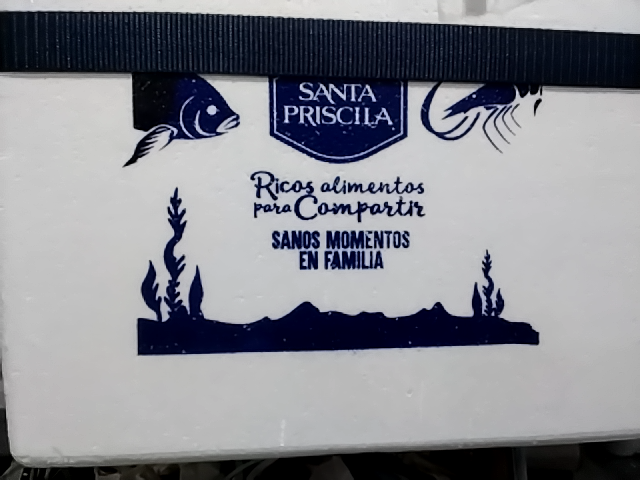 SANTA
PRISCILA
Ricos alimentos
para Compartir
SANOS MOMENTOS
EN FAMILIA